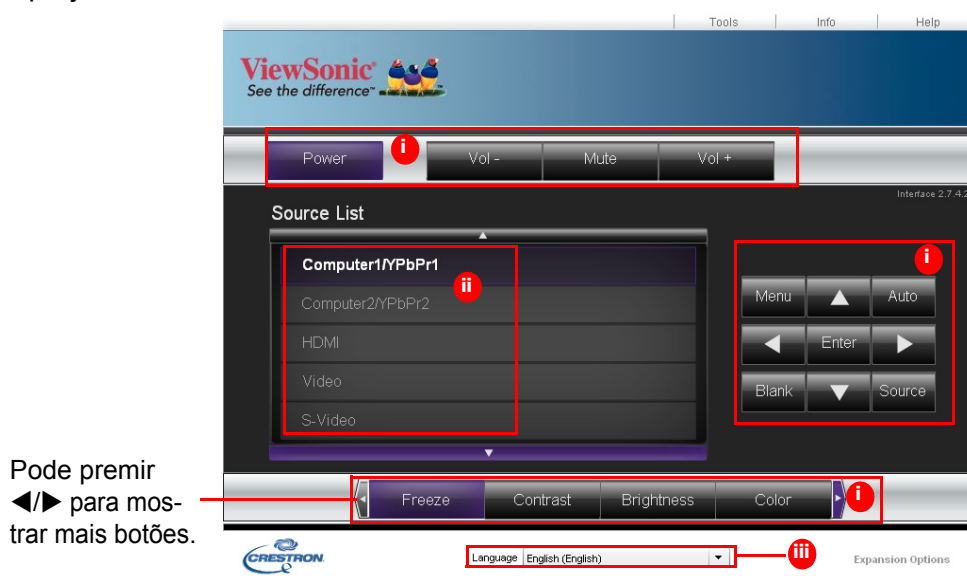 Tools Info Help
ViewSonic®
See the difference™
Power i Vol - Mute Vol +
Interface 2.7.4.2
Source List
i
Computer1/YPbPr1
ii
Computer2/YPbPr2
HDMI
Video
S-Video
Menu Auto
Enter
Blank Source
Pode premir
◀/▶ para mos-
trar mais botões.
Freeze Contrast Brightness Color i
CRESTRON
Language English (English) iii
Expansion Options